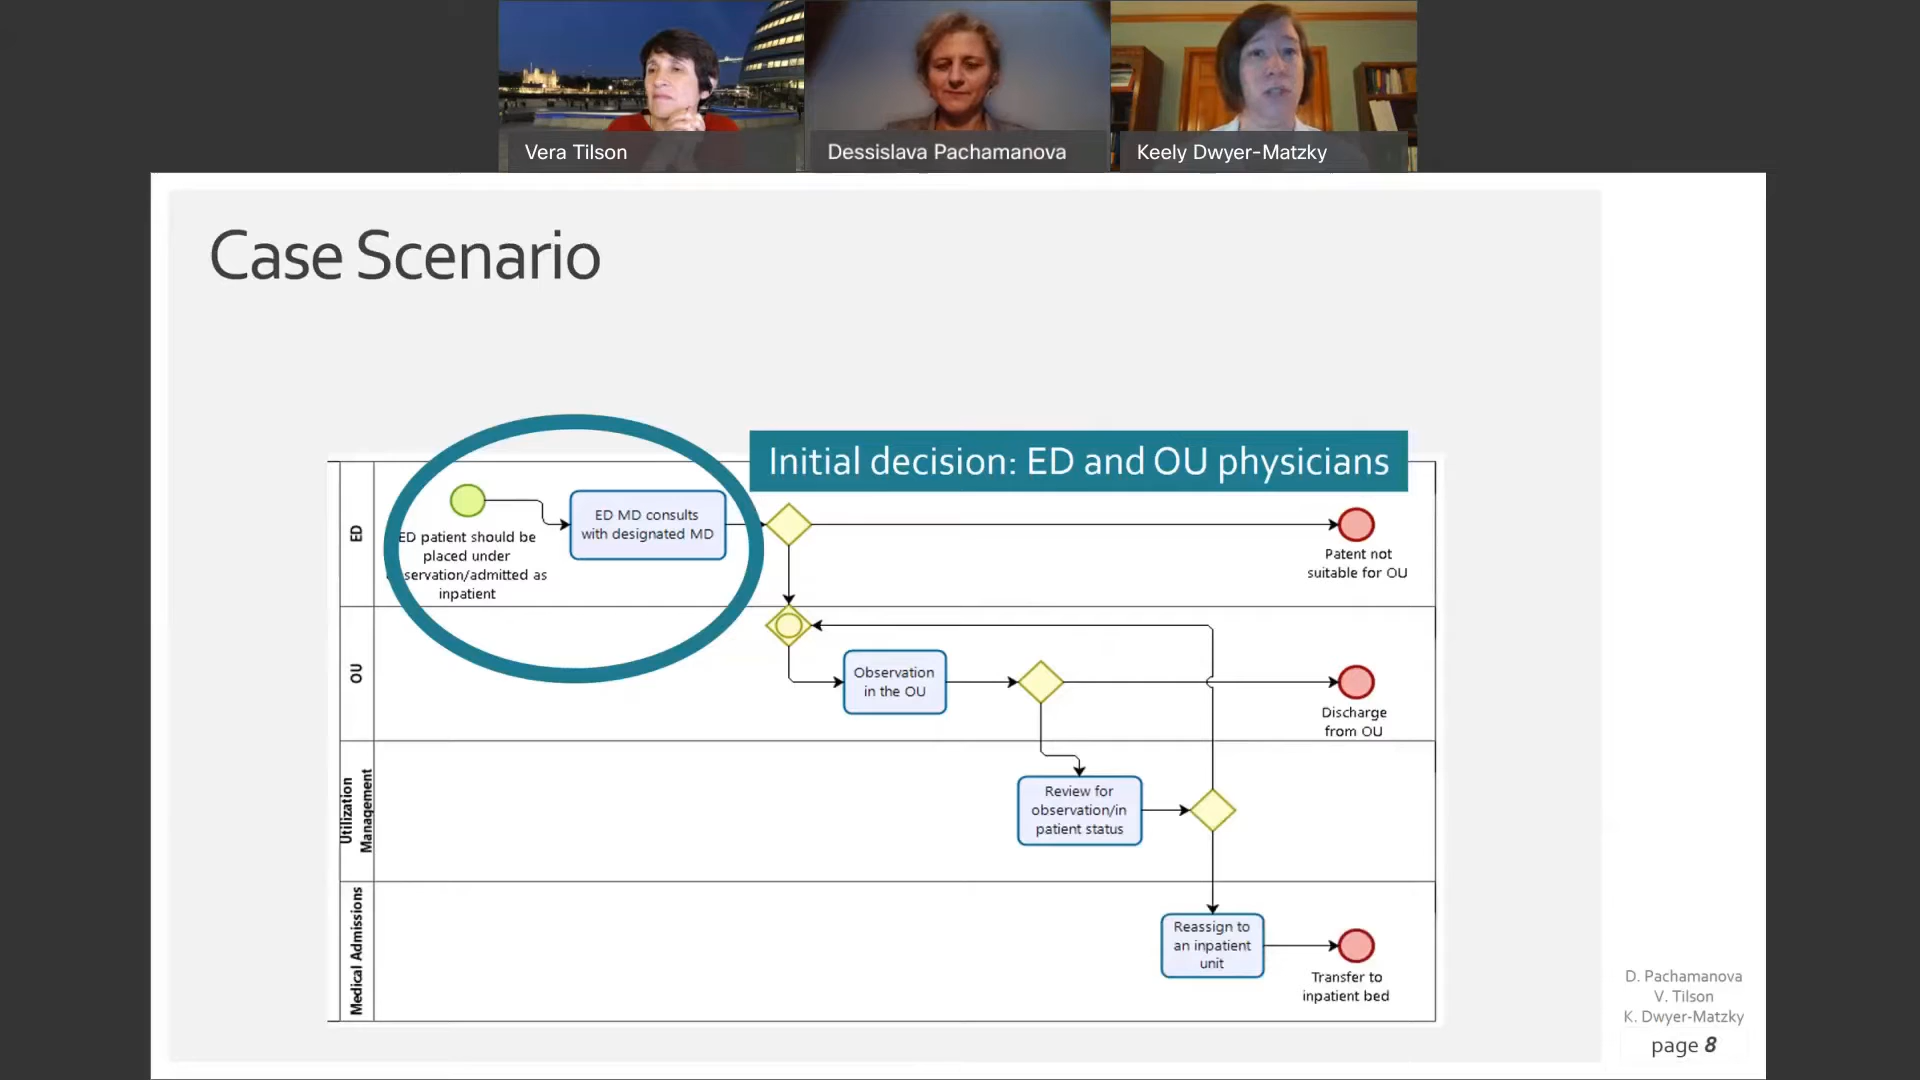 Vera Tilson
Dessislava Pachamanova
Keely Dwyer-Matzky
Case Scenario
Initial decision: ED and OU physicians
ED
ED MD consults
with designated MD
ED patient should be
placed under
servation/admitted as
inpatient
Patent not
suitable for OU
OU
Observation
in the OU
Discharge
from OU
Utilization
Management
Review for
observation/in
patient status
Medical Admissions
Reassign to
an inpatient
unit
Transfer to
inpatient bed
D. Pachamanova
V. Tilson
K. Dwyer-Matzky
page 8